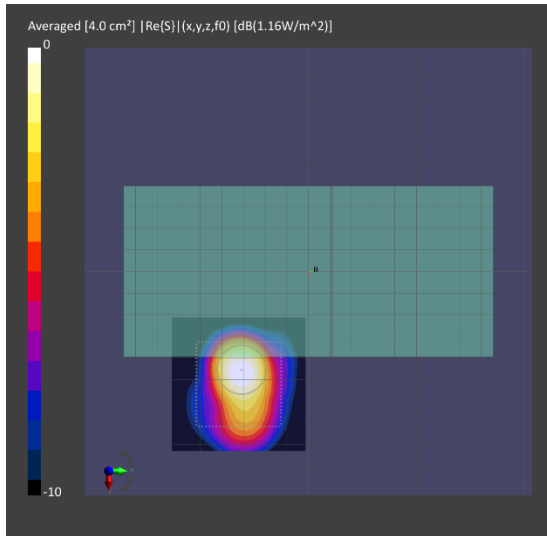 Averaged [4.0 cm²] |Re{S}|(x,y,z,f0) [dB(1.16W/m^2)]
0
-10